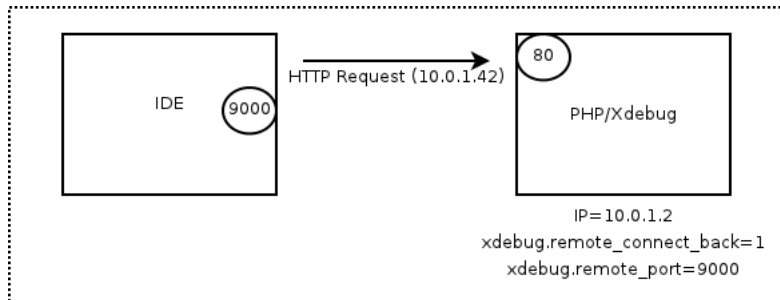 80
HTTP Request (10.0.1.42)
IDE
9000
PHP/Xdebug
IP=10.0.1.2
xdebug.remote_connect_back=1
xdebug.remote_port=9000